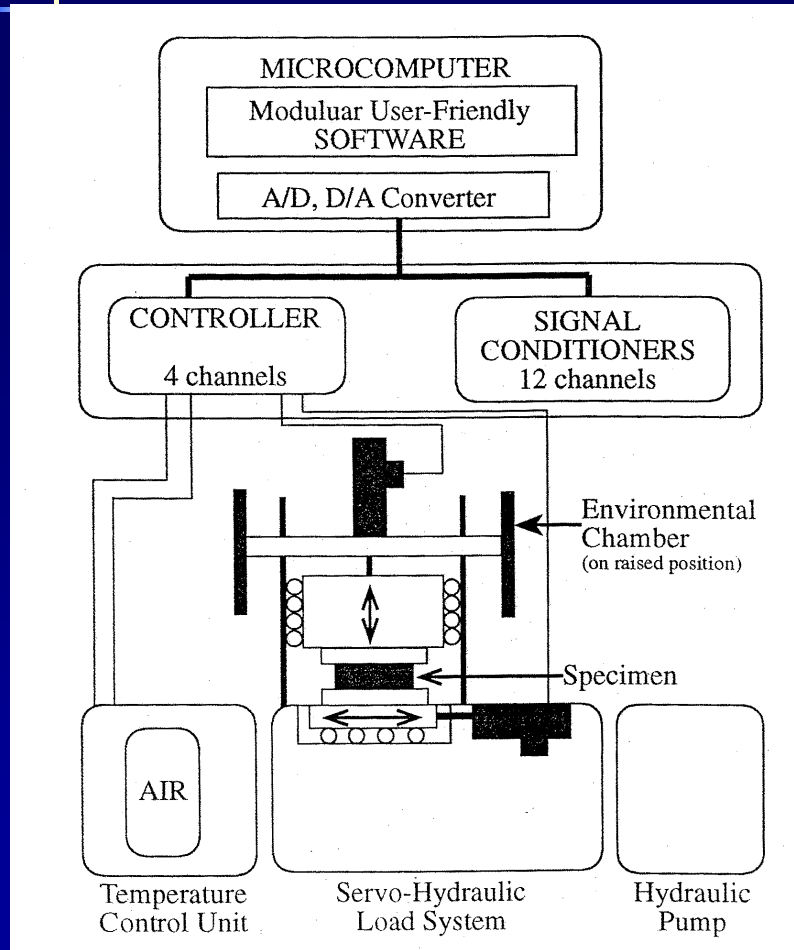 MICROCOMPUTER
Moduluar User-Friendly
SOFTWARE
A/D, D/A Converter
CONTROLLER
4 channels
SIGNAL
CONDITIONERS
12 channels
Environmental
Chamber
(on raised position)
Specimen
AIR
Temperature
Control Unit
Servo-Hydraulic
Load System
Hydraulic
Pump